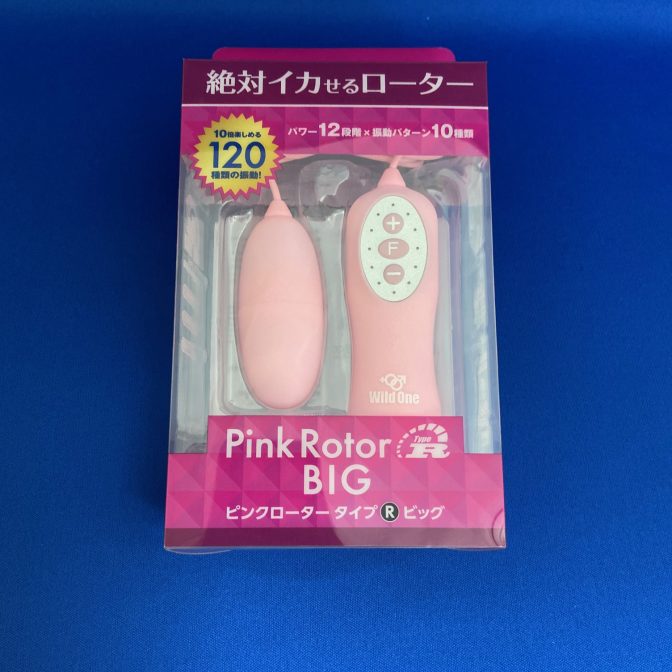 絶対イカせるローター
10倍楽しめる
120
種類の振動!
パワー12段階×振動パターン10種類
+
F
−
Wild One
Pink Rotor
Type
R
BIG
ピンクローター タイプ R ビッグ